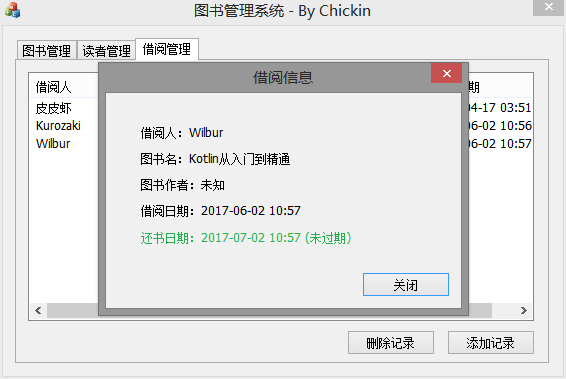 图书管理系统 - By Chickin
图书管理 读者管理 借阅管理
借阅信息
借阅人 期
皮皮虾 04-17 03:51
Kurozaki 06-02 10:56
Wilbur 06-02 10:57
借阅人：Wilbur
图书名：Kotlin从入门到精通
图书作者：未知
借阅日期：2017-06-02 10:57
还书日期：2017-07-02 10:57 (未过期)
关闭
删除记录 添加记录